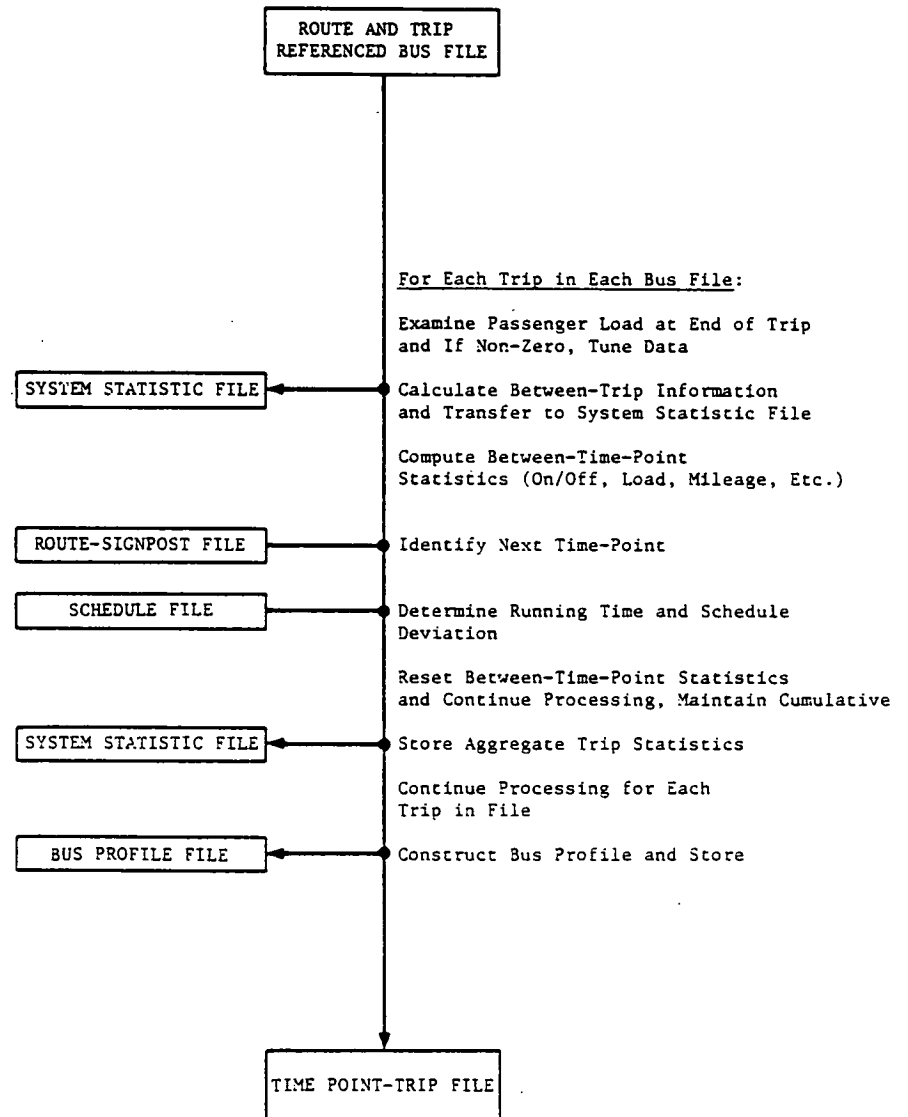 ROUTE AND TRIP
REFERENCED BUS FILE
For Each Trip in Each Bus File:
Examine Passenger Load at End of Trip
and If Non-Zero, Tune Data
SYSTEM STATISTIC FILE
Calculate Between-Trip Information
and Transfer to System Statistic File
Compute Between-Time-Point
Statistics (On/Off, Load, Mileage, Etc.)
ROUTE-SIGNPOST FILE
Identify Next Time-Point
SCHEDULE FILE
Determine Running Time and Schedule
Deviation
Reset Between-Time-Point Statistics
and Continue Processing, Maintain Cumulative
SYSTEM STATISTIC FILE
Store Aggregate Trip Statistics
Continue Processing for Each
Trip in File
BUS PROFILE FILE
Construct Bus Profile and Store
TIME POINT-TRIP FILE